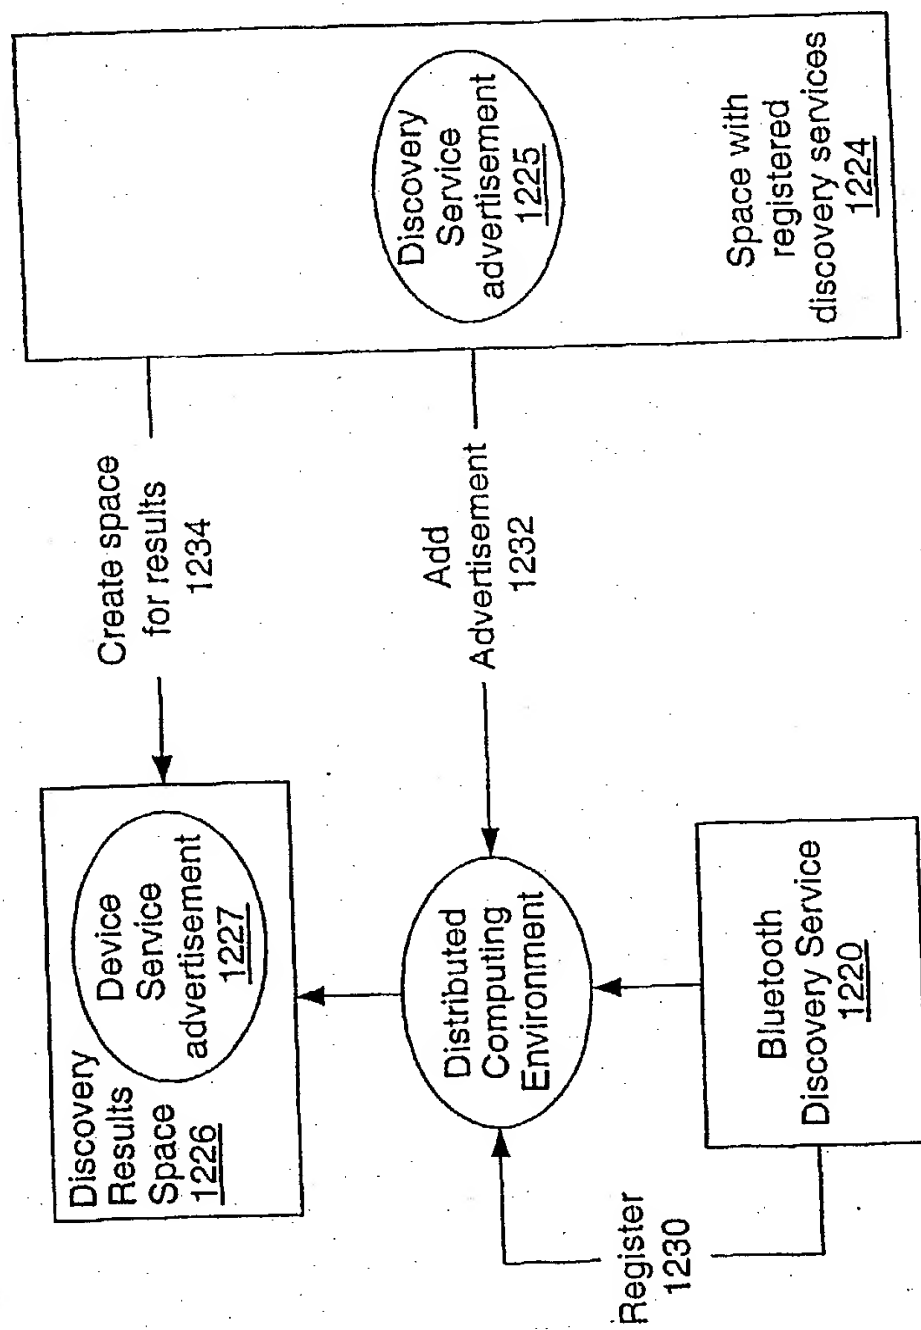 Discovery
Results
Space
1226
Device
Service
advertisement
1227
Create space
for results
1234
Distributed
Computing
Environment
Add
Advertisement
1232
Discovery
Service
advertisement
1225
Register
1230
Bluetooth
Discovery Service
1220
Space with
registered
discovery services
1224